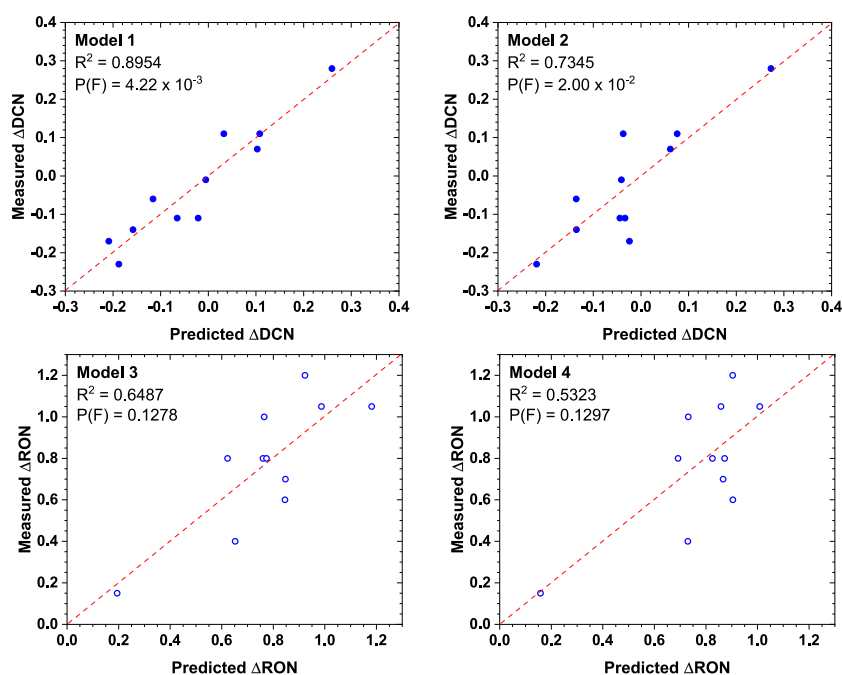 Model 1
R² = 0.8954
P(F) = 4.22 x 10⁻³
0.4
0.3
0.2
0.1
0.0
-0.1
-0.2
-0.3
Measured ΔDCN
-0.3 -0.2 -0.1 0.0 0.1 0.2 0.3 0.4
Predicted ΔDCN
Model 2
R² = 0.7345
P(F) = 2.00 x 10⁻²
0.4
0.3
0.2
0.1
0.0
-0.1
-0.2
-0.3
Measured ΔDCN
-0.3 -0.2 -0.1 0.0 0.1 0.2 0.3 0.4
Predicted ΔDCN
Model 3
R² = 0.6487
P(F) = 0.1278
1.2
1.0
0.8
0.6
0.4
0.2
0.0
Measured ΔRON
0.0 0.2 0.4 0.6 0.8 1.0 1.2
Predicted ΔRON
Model 4
R² = 0.5323
P(F) = 0.1297
1.2
1.0
0.8
0.6
0.4
0.2
0.0
Measured ΔRON
0.0 0.2 0.4 0.6 0.8 1.0 1.2
Predicted ΔRON